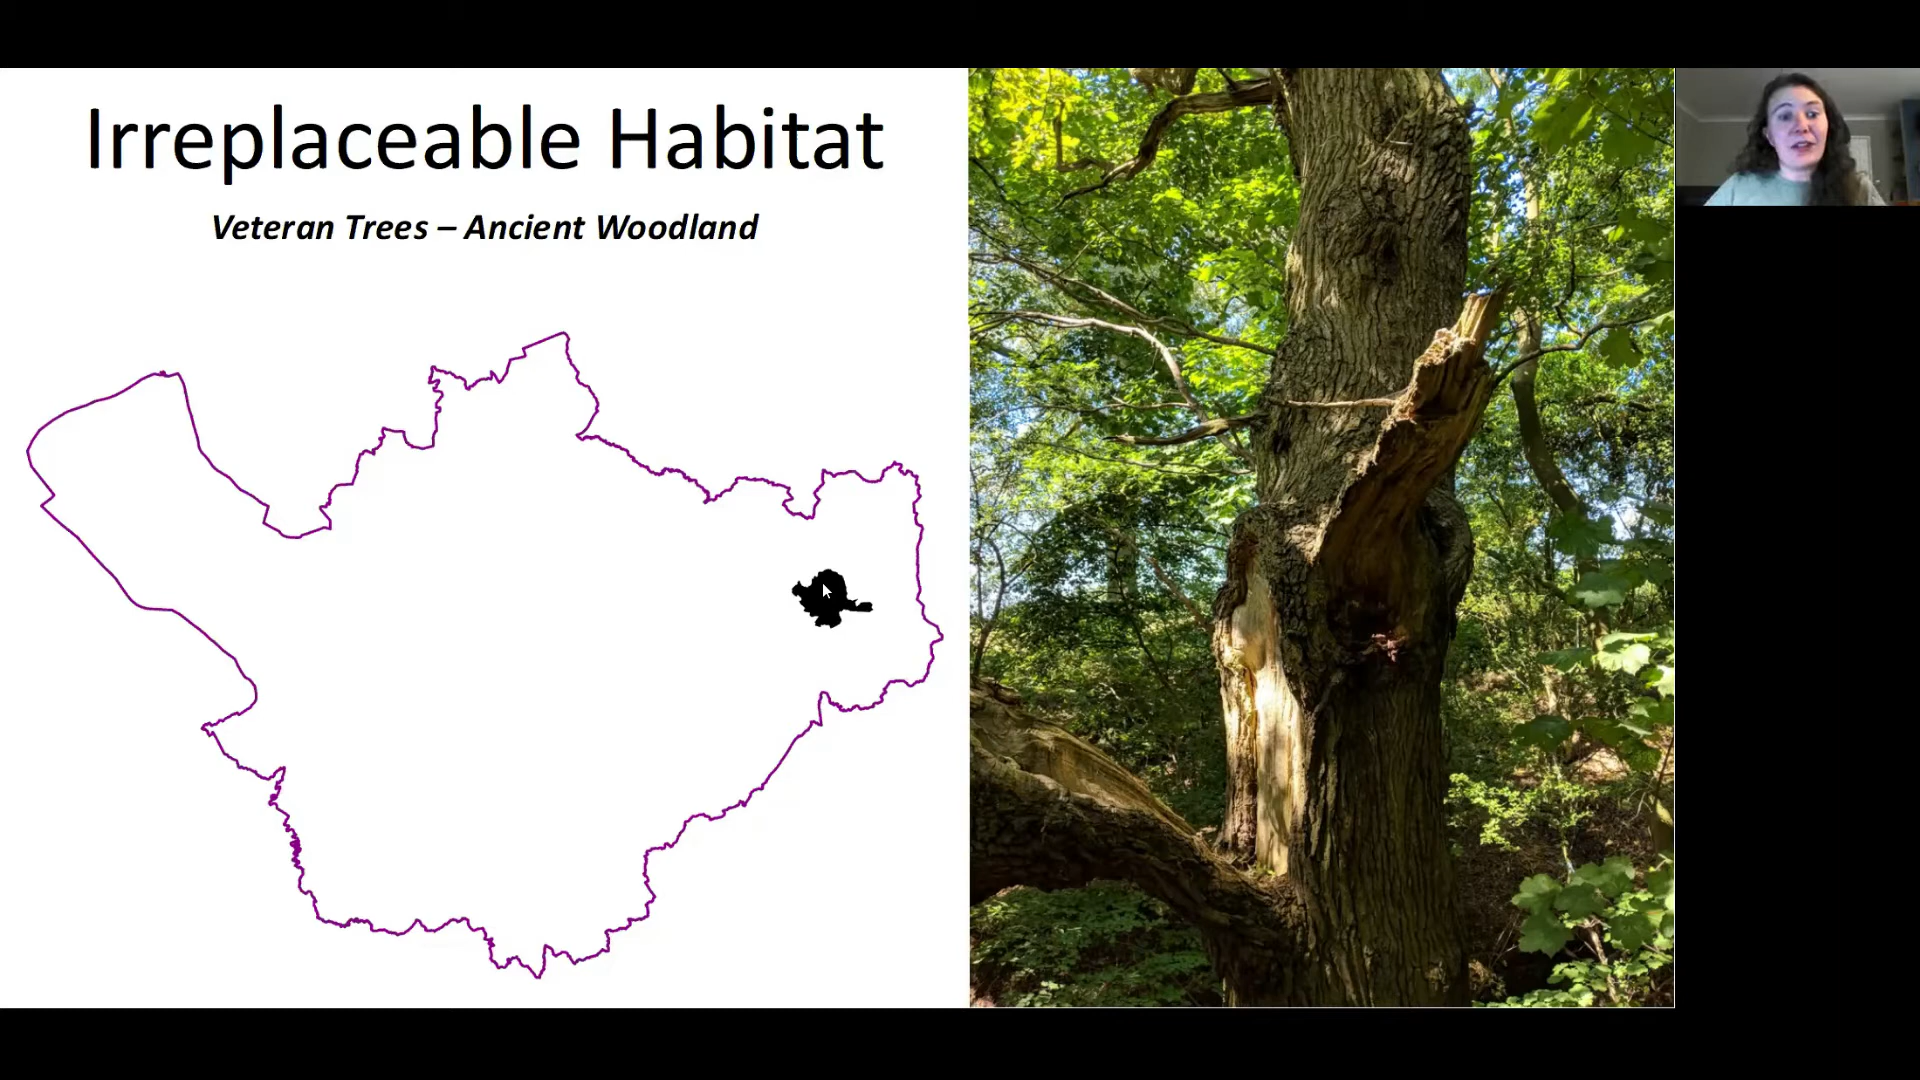 Irreplaceable Habitat
Veteran Trees – Ancient Woodland